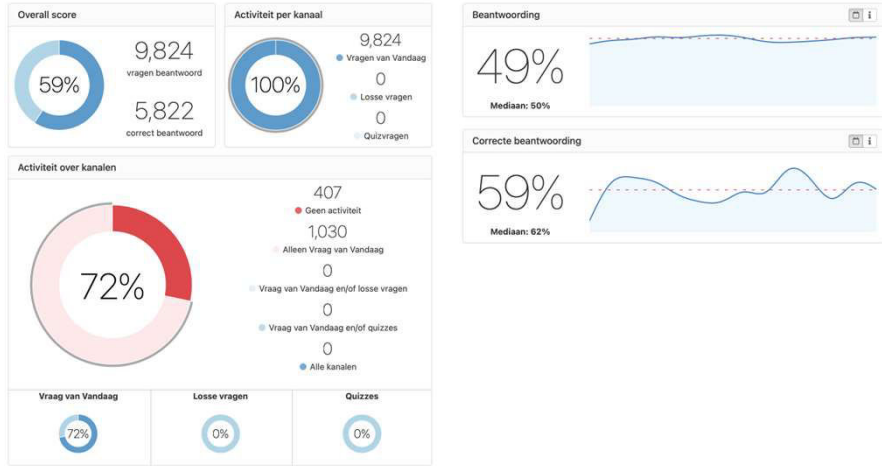 Overall score
59%
9,824
vragen beantwoord
5,822
correct beantwoord
Activiteit per kanaal
100%
9,824
Vragen van Vandaag
0
Losse vragen
0
Quizvragen
Activiteit over kanalen
72%
407
Geen activiteit
1,030
Alleen Vraag van Vandaag
0
Vraag van Vandaag en/of losse vragen
0
Vraag van Vandaag en/of quizzes
0
Alle kanalen
Vraag van Vandaag
72%
Losse vragen
0%
Quizzes
0%
Beantwoording
i
49%
Mediaan: 50%
Correcte beantwoording
i
59%
Mediaan: 62%